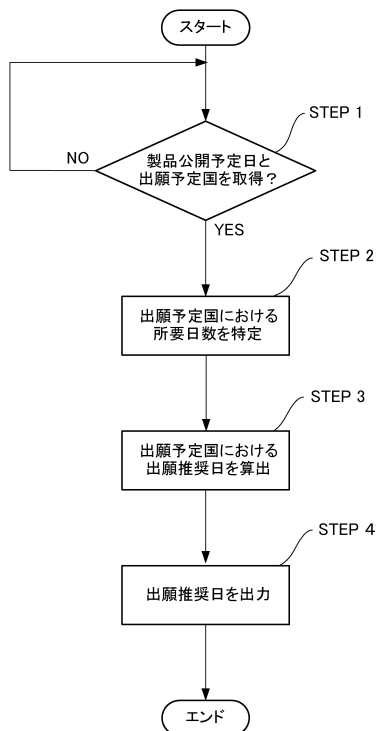 スタート
STEP 1
製品公開予定日と
出願予定国を取得？
NO
YES
STEP 2
出願予定国における
所要日数を特定
STEP 3
出願予定国における
出願推奨日を算出
STEP 4
出願推奨日を出力
エンド